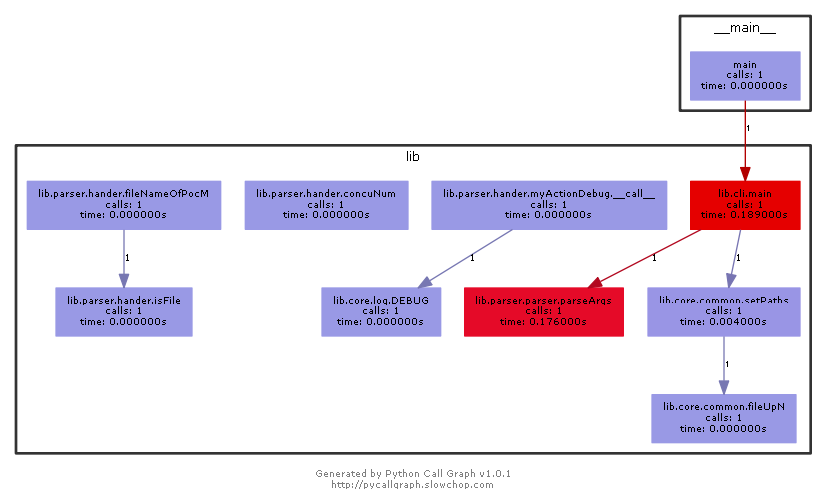 __main__
main
calls: 1
time: 0.000000s
1
lib
lib.parser.hander.fileNameOfPocM
calls: 1
time: 0.000000s
lib.parser.hander.concuNum
calls: 1
time: 0.000000s
lib.parser.hander.myActionDebug.__call__
calls: 1
time: 0.000000s
lib.cli.main
calls: 1
time: 0.189000s
1
1
1
1
lib.parser.hander.isFile
calls: 1
time: 0.000000s
lib.core.log.DEBUG
calls: 1
time: 0.000000s
lib.parser.parser.parseArgs
calls: 1
time: 0.176000s
lib.core.common.setPaths
calls: 1
time: 0.004000s
1
lib.core.common.fileUpN
calls: 1
time: 0.000000s
Generated by Python Call Graph v1.0.1
http://pycallgraph.slowchop.com